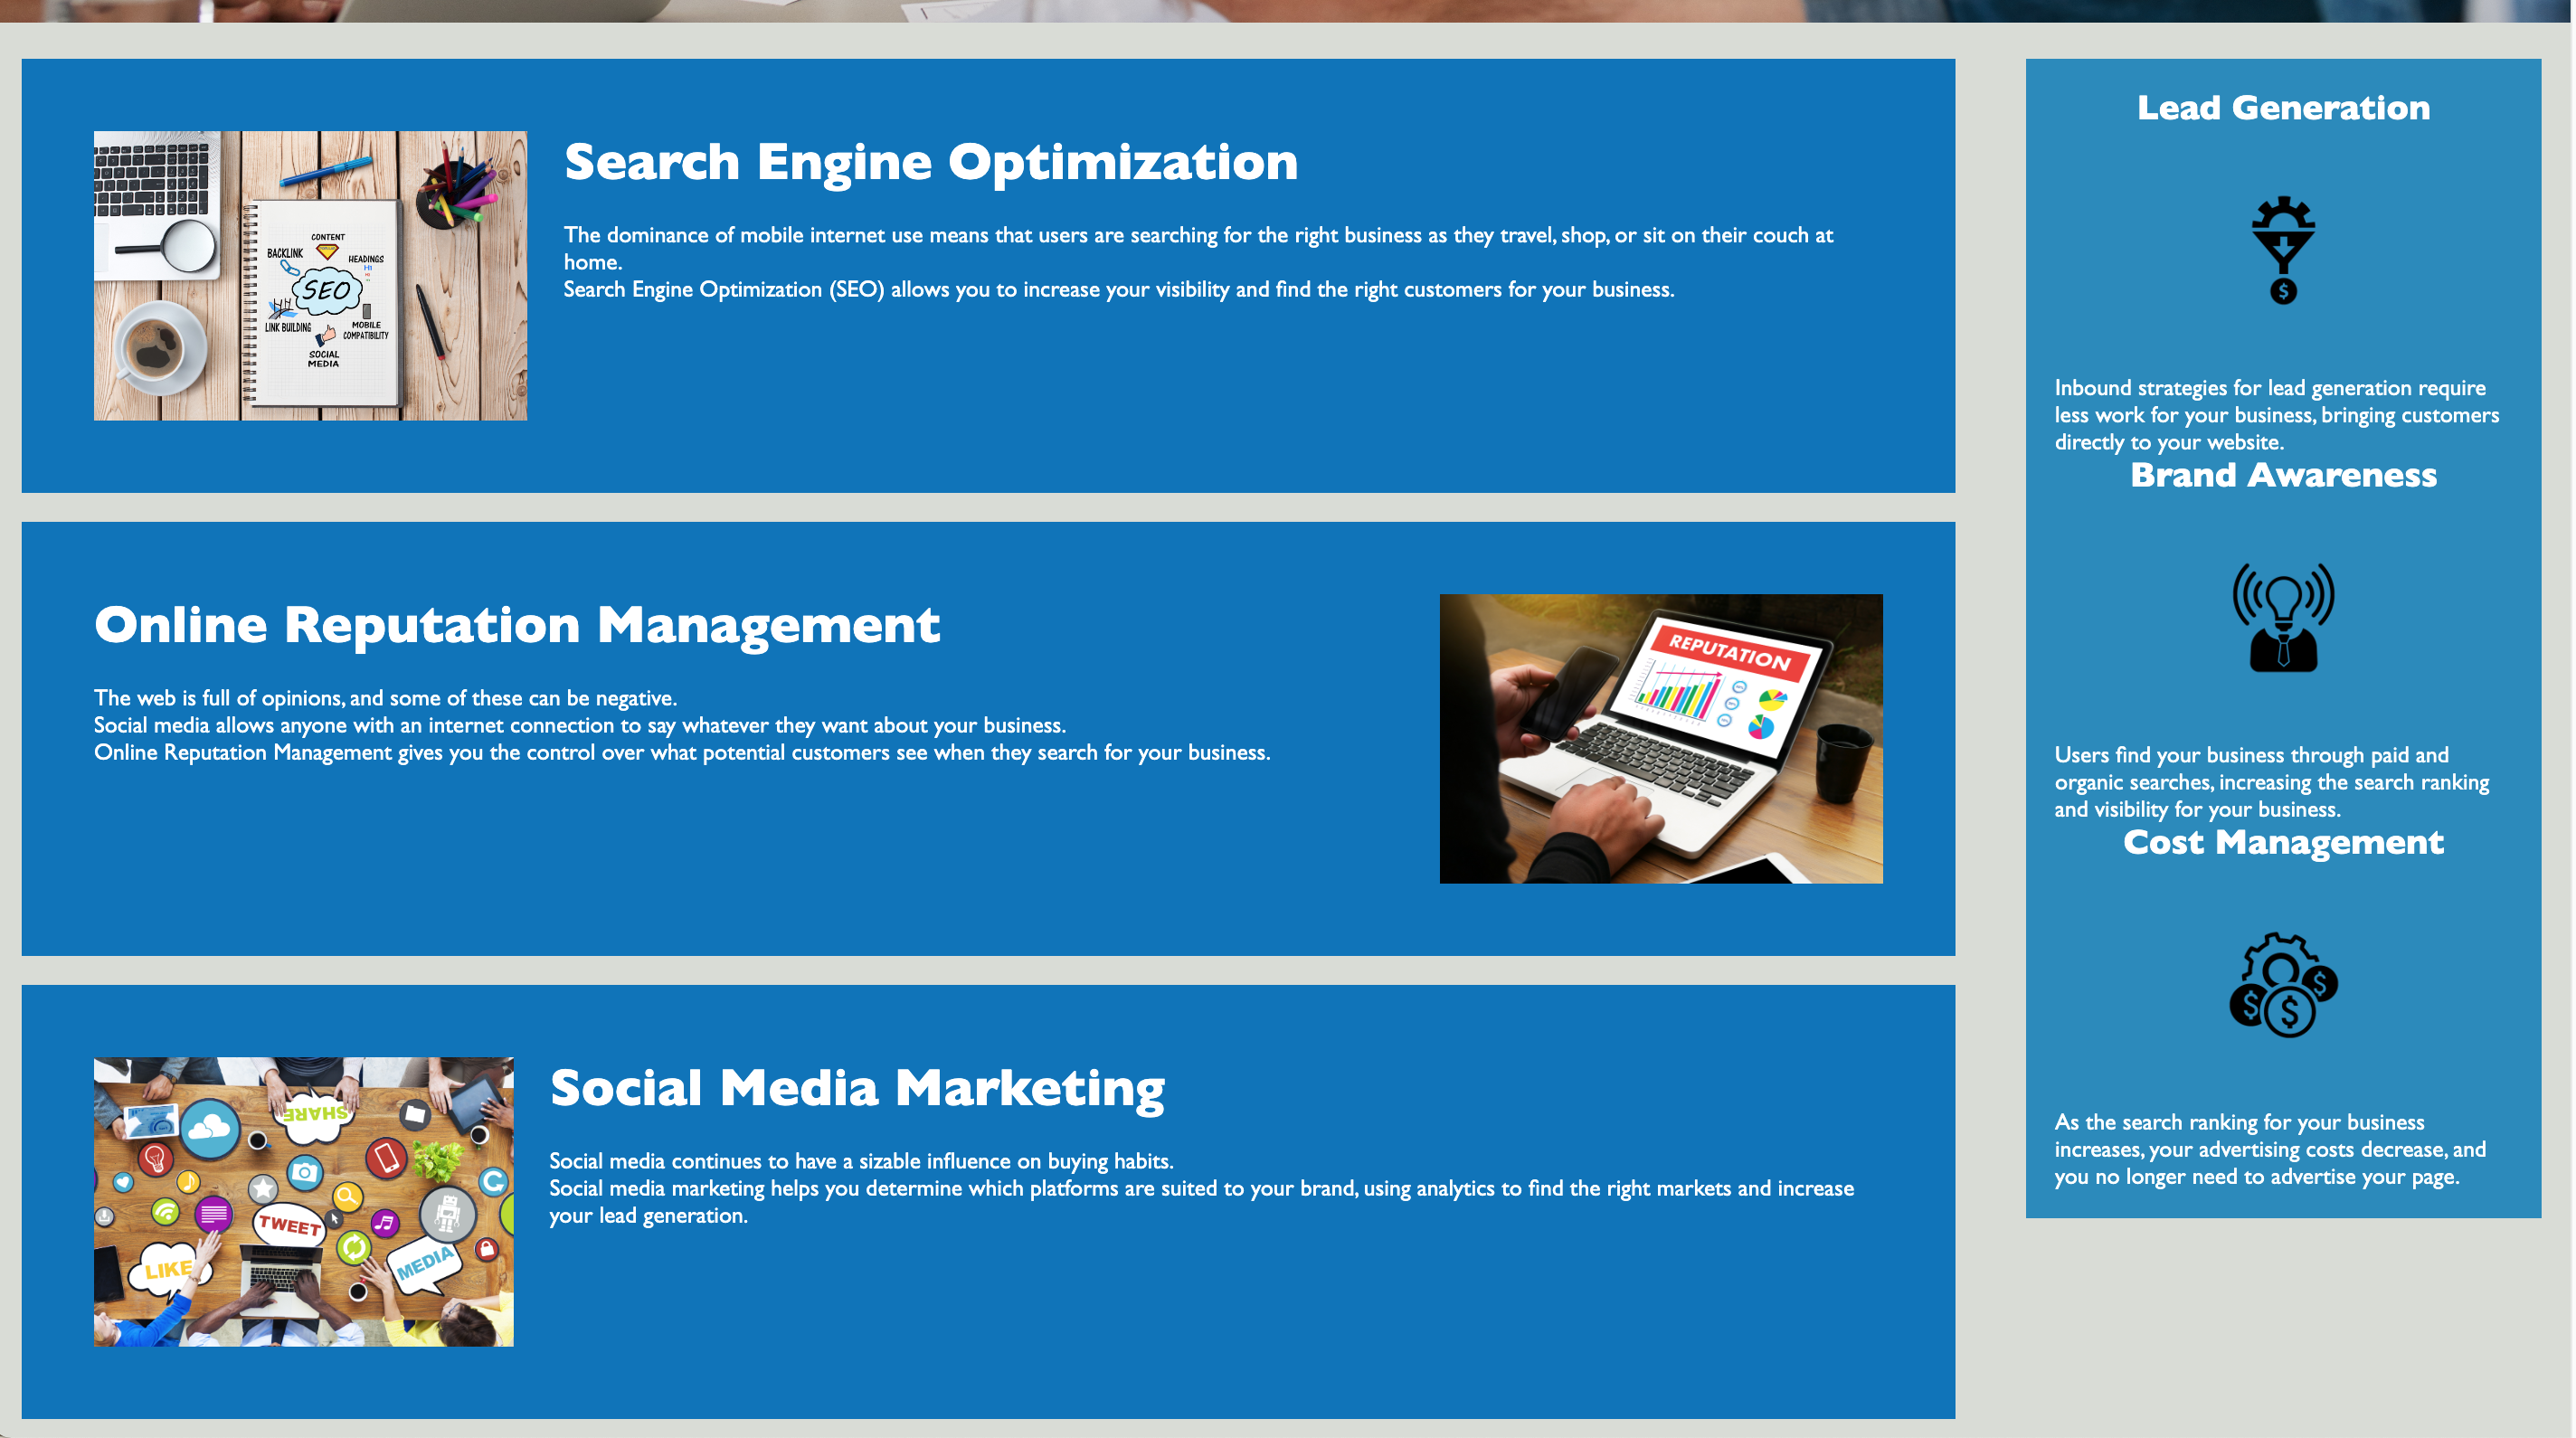 Search Engine Optimization
The dominance of mobile internet use means that users are searching for the right business as they travel, shop, or sit on their couch at
home.
Search Engine Optimization (SEO) allows you to increase your visibility and find the right customers for your business.
CONTENT
BACKLINK
HEADINGS
H1
SEO
LINK BUILDING
MOBILE
COMPATIBILITY
SOCIAL
MEDIA
Online Reputation Management
The web is full of opinions, and some of these can be negative.
Social media allows anyone with an internet connection to say whatever they want about your business.
Online Reputation Management gives you the control over what potential customers see when they search for your business.
REPUTATION
Social Media Marketing
Social media continues to have a sizable influence on buying habits.
Social media marketing helps you determine which platforms are suited to your brand, using analytics to find the right markets and increase
your lead generation.
SHARE
TWEET
LIKE
MEDIA
Lead Generation
$
Inbound strategies for lead generation require
less work for your business, bringing customers
directly to your website.
Brand Awareness
Users find your business through paid and
organic searches, increasing the search ranking
and visibility for your business.
Cost Management
$
$
$
As the search ranking for your business
increases, your advertising costs decrease, and
you no longer need to advertise your page.